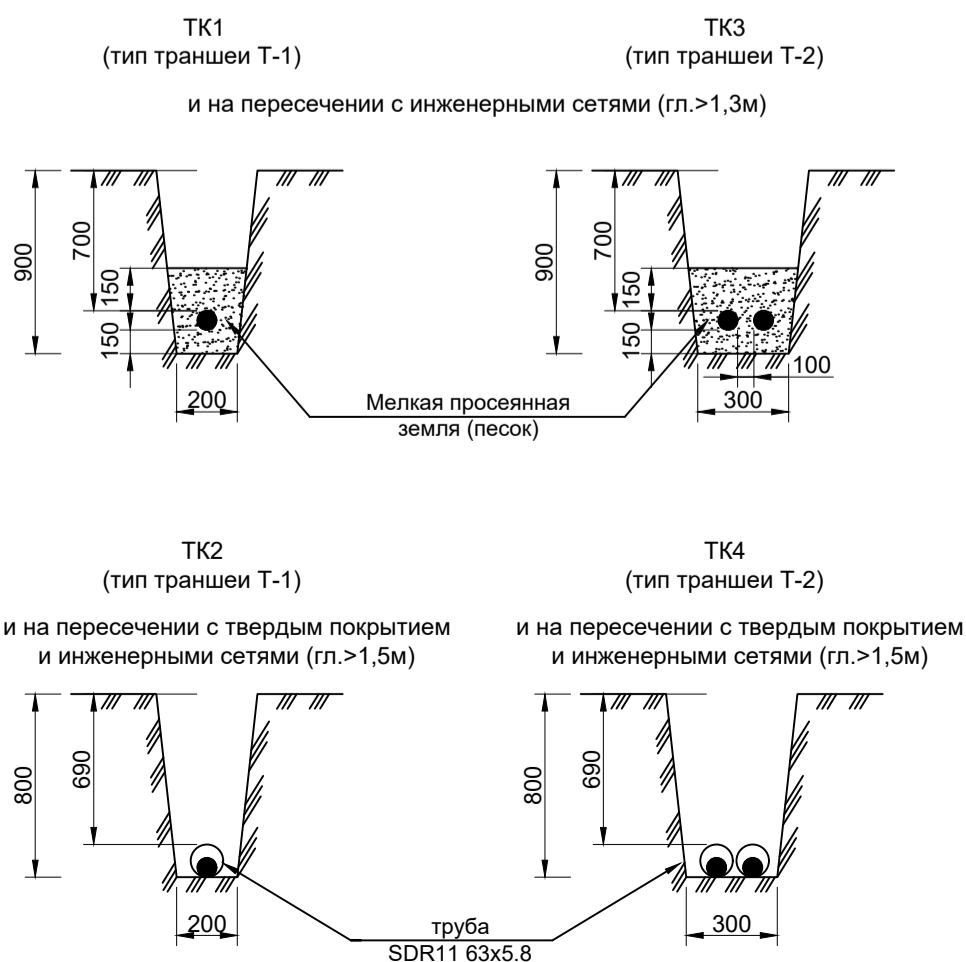 ТК1
(тип траншеи Т-1)
ТК3
(тип траншеи Т-2)
и на пересечении с инженерными сетями (гл.>1,3м)
900
700
150
150
200
900
700
150
150
100
300
Мелкая просеянная
земля (песок)
ТК2
(тип траншеи Т-1)
и на пересечении с твердым покрытием
и инженерными сетями (гл.>1,5м)
ТК4
(тип траншеи Т-2)
и на пересечении с твердым покрытием
и инженерными сетями (гл.>1,5м)
800
690
200
800
690
300
труба
SDR11 63x5.8